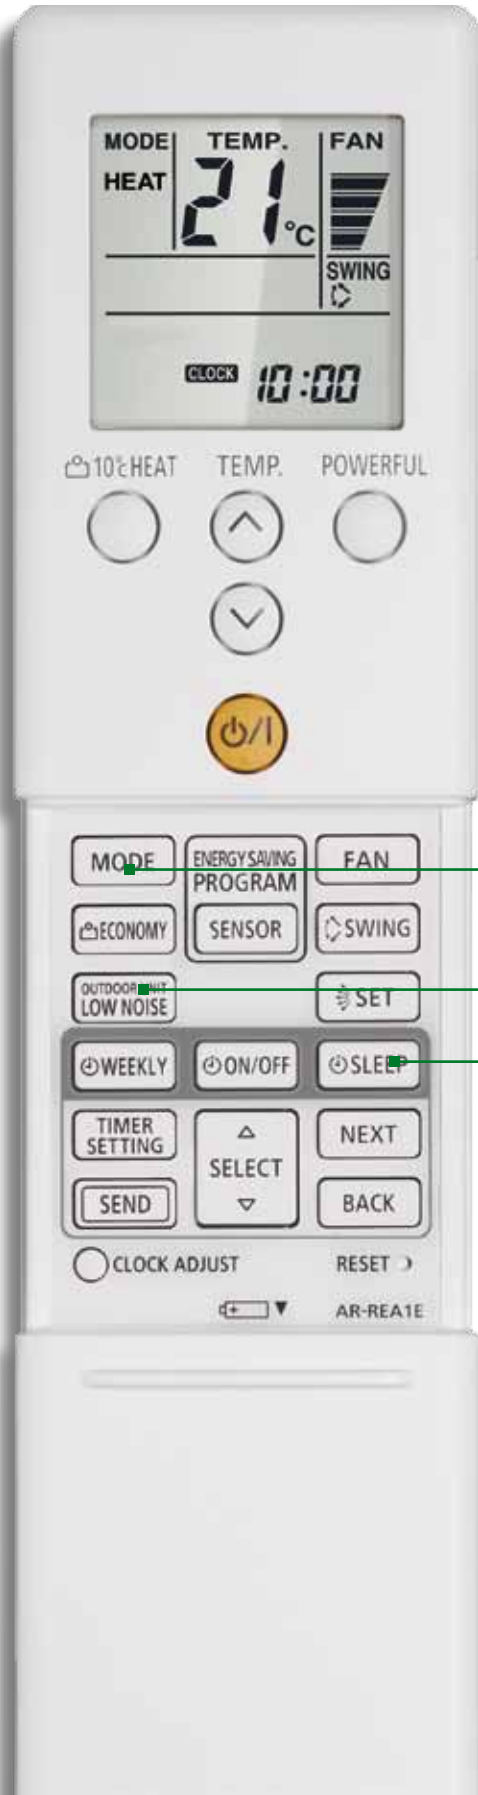 MODE TEMP. FAN
HEAT 21 °C
SWING
CLOCK 10:00
10°C HEAT TEMP. POWERFUL
⏻/I
MODE ENERGY SAVING PROGRAM FAN
ECONOMY SENSOR SWING
OUTDOOR UNIT LOW NOISE SET
WEEKLY ON/OFF SLEEP
TIMER SETTING SELECT NEXT
SEND BACK
CLOCK ADJUST RESET
+ AR-REA1E